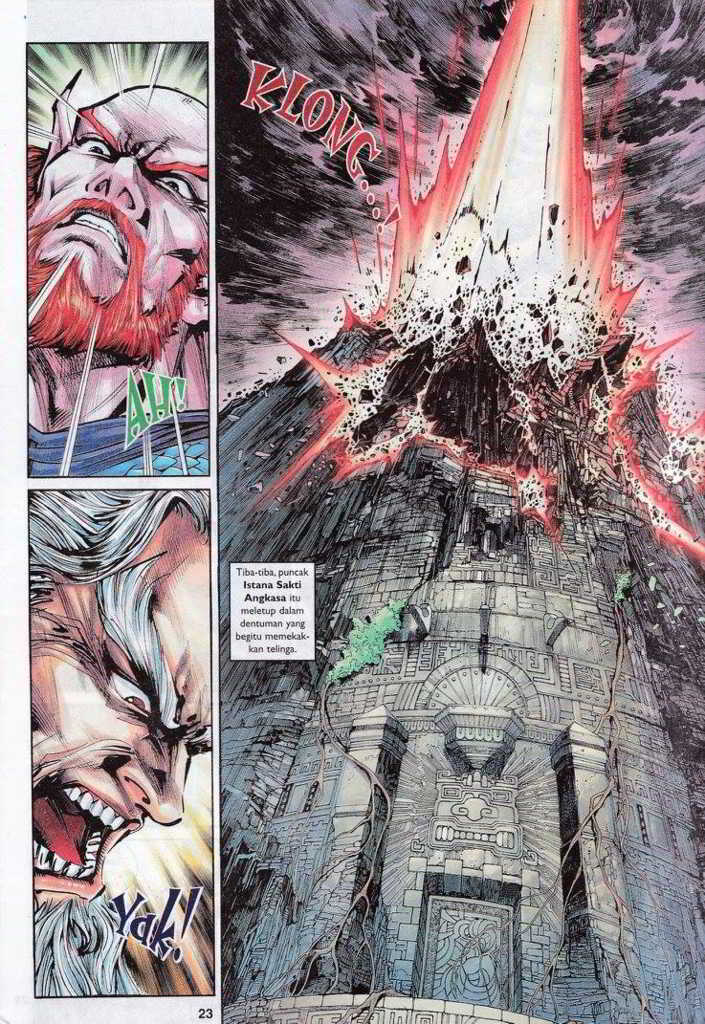 AH!
Yak!
KLONG...!
Tiba-tiba, puncak
Istana Sakti
Angkasa itu
meletup dalam
dentuman yang
begitu memekak-
kan telinga.
23